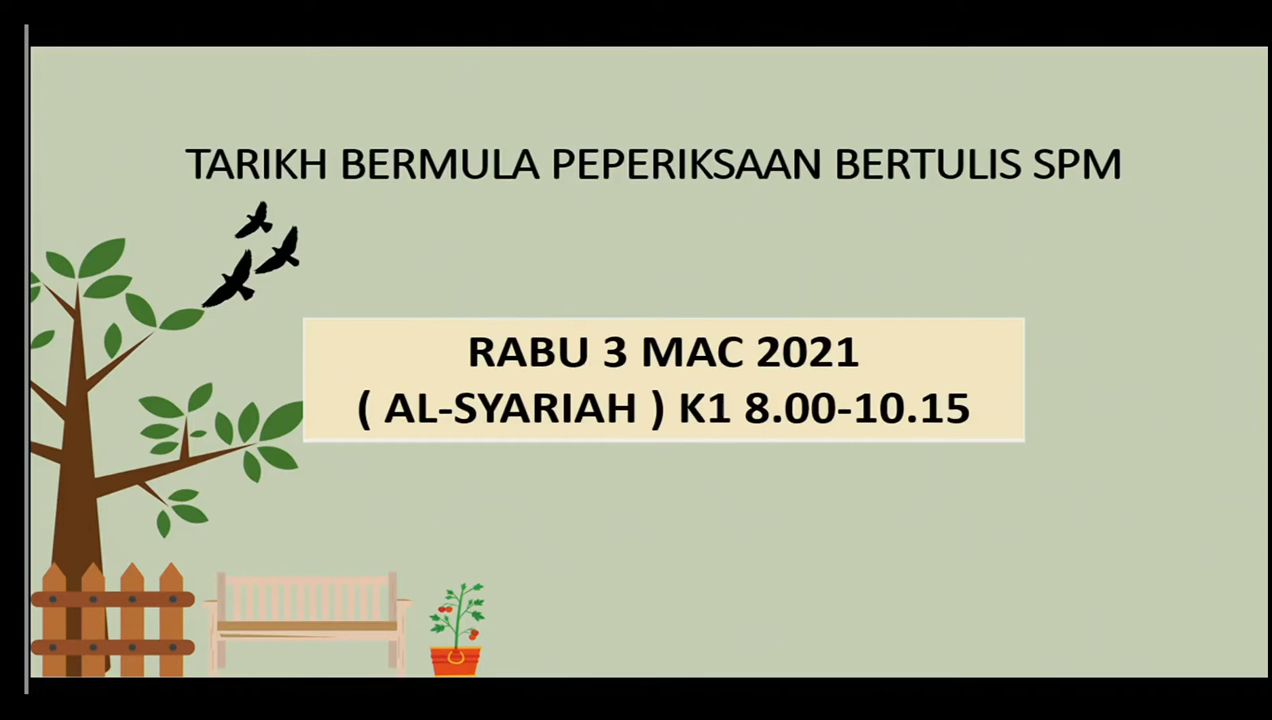 TARIKH BERMULA PEPERIKSAAN BERTULIS SPM
RABU 3 MAC 2021
( AL-SYARIAH ) K1 8.00-10.15